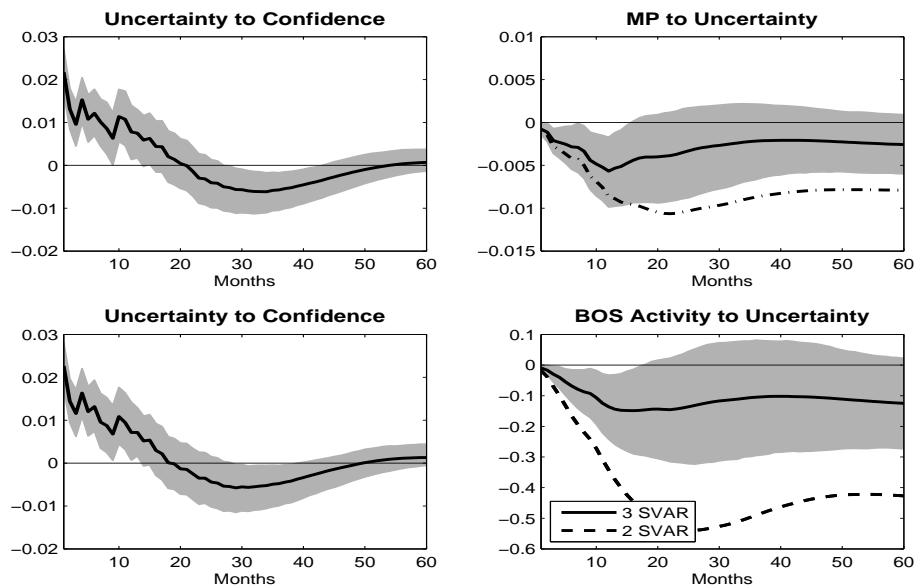 Uncertainty to Confidence
0.03
0.02
0.01
0
−0.01
−0.02
10 20 30 40 50 60
Months
MP to Uncertainty
0.01
0.005
0
−0.005
−0.01
−0.015
10 20 30 40 50 60
Months
Uncertainty to Confidence
0.03
0.02
0.01
0
−0.01
−0.02
10 20 30 40 50 60
Months
BOS Activity to Uncertainty
0.1
0
−0.1
−0.2
−0.3
−0.4
−0.5
−0.6
3 SVAR
2 SVAR
10 20 30 40 50 60
Months